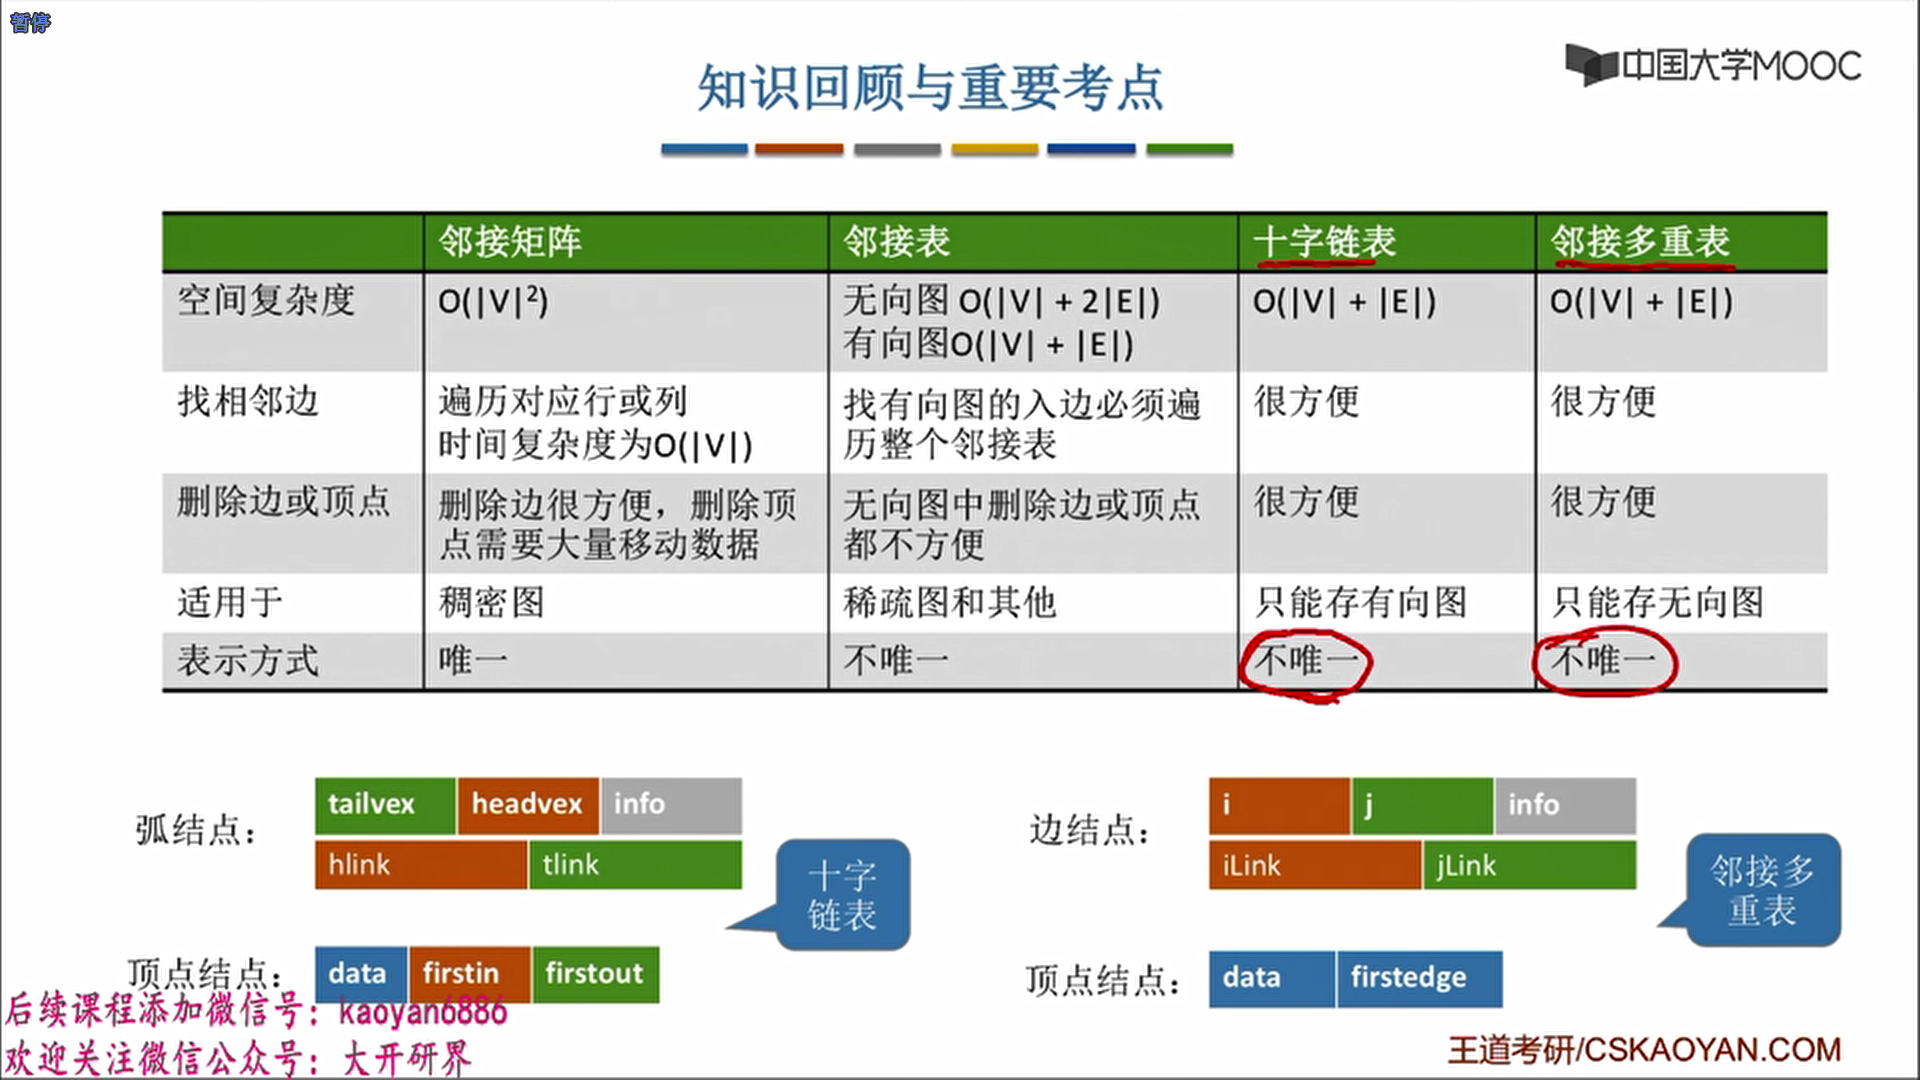 暂停
中国大学MOOC
知识回顾与重要考点
邻接矩阵 邻接表 十字链表 邻接多重表
空间复杂度 O(|V|²) 无向图 O(|V| + 2|E|) O(|V| + |E|) O(|V| + |E|)
有向图O(|V| + |E|)
找相邻边 遍历对应行或列 找有向图的入边必须遍 很方便 很方便
时间复杂度为O(|V|) 历整个邻接表
删除边或顶点 删除边很方便，删除顶 无向图中删除边或顶点 很方便 很方便
点需要大量移动数据 都不方便
适用于 稠密图 稀疏图和其他 只能存有向图 只能存无向图
表示方式 唯一 不唯一 不唯一 不唯一
弧结点：
tailvex headvex info
hlink tlink
十字
链表
顶点结点：
data firstin firstout
边结点：
i j info
iLink jLink
邻接多
重表
顶点结点：
data firstedge
后续课程添加微信号：kaoyan6886
欢迎关注微信公众号：大开研界
王道考研/CSKAOYAN.COM